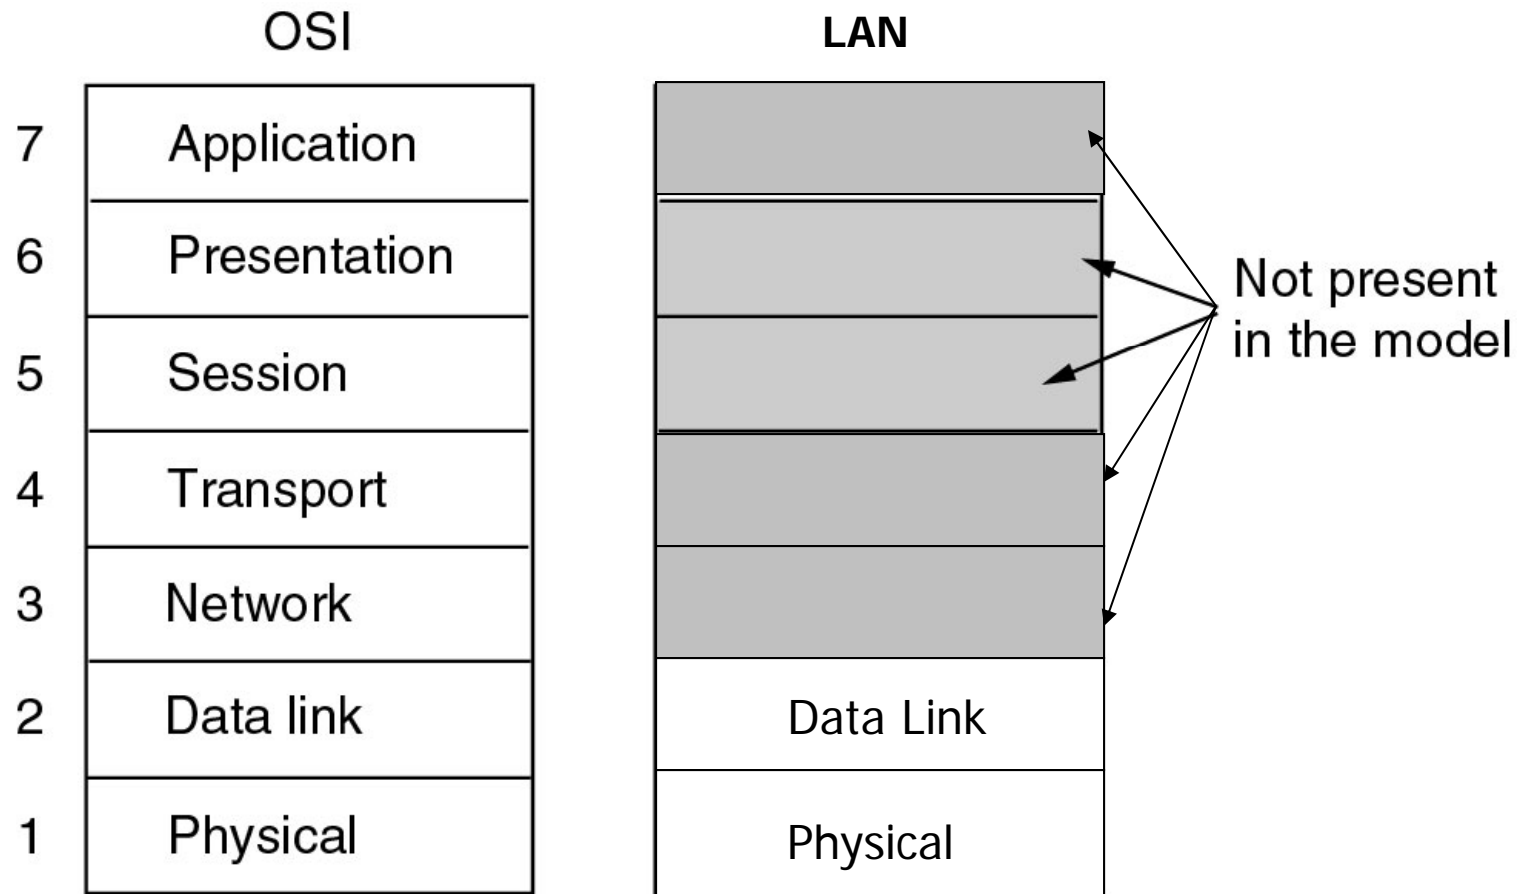 OSI
LAN
7 Application
6 Presentation
5 Session
4 Transport
3 Network
2 Data link
1 Physical
Data Link
Physical
Not present
in the model